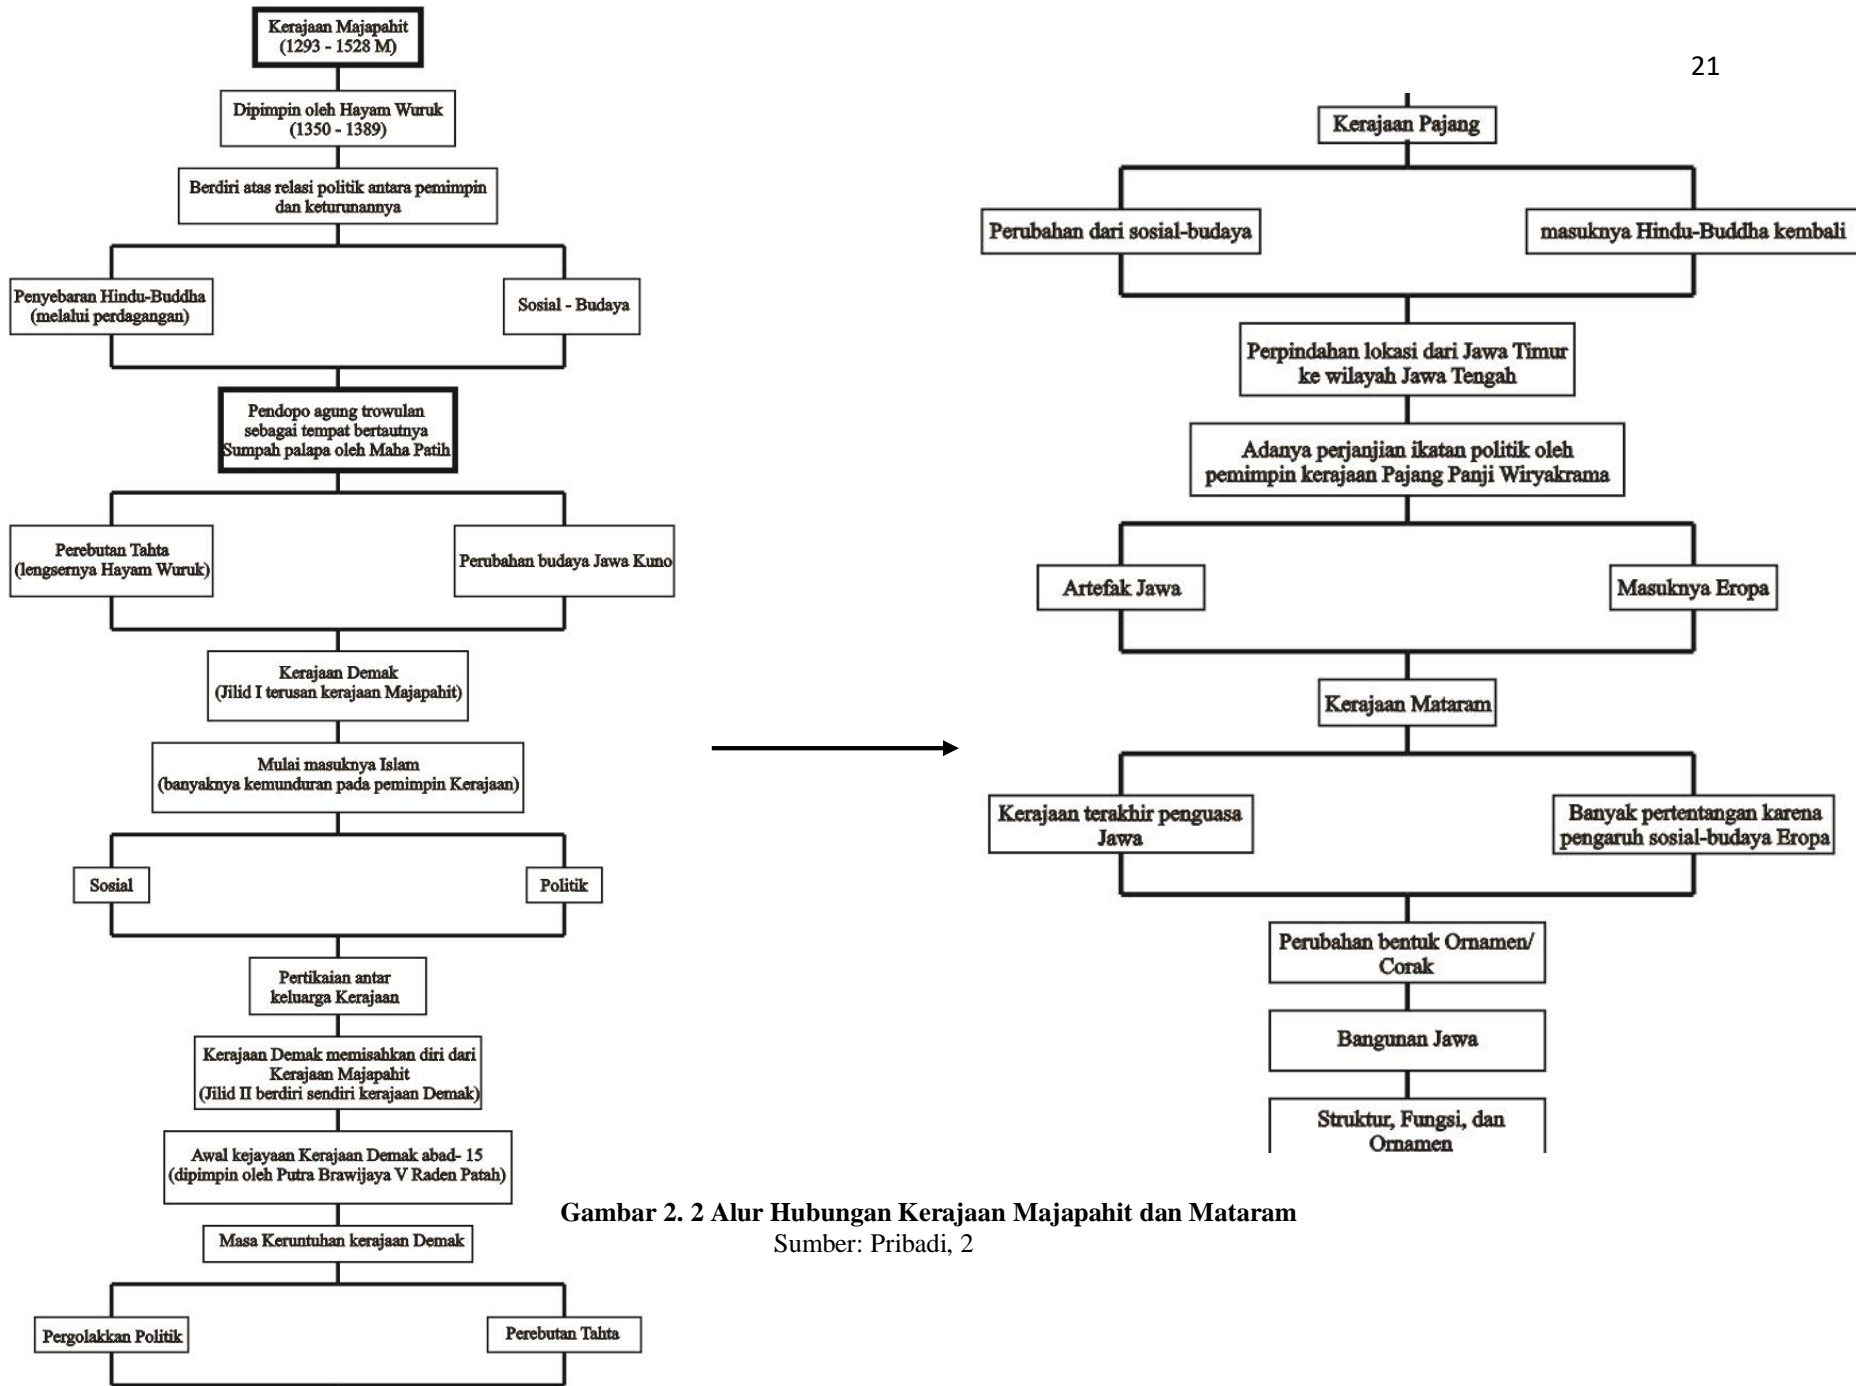 21
Kerajaan Majapahit
(1293 - 1528 M)
Dipimpin oleh Hayam Wuruk
(1350 - 1389)
Berdiri atas relasi politik antara pemimpin
dan keturunannya
Penyebaran Hindu-Buddha
(melalui perdagangan)
Sosial - Budaya
Pendopo agung trowulan
sebagai tempat bertautnya
Sumpah palapa oleh Maha Patih
Perebutan Tahta
(lengsernya Hayam Wuruk)
Perubahan budaya Jawa Kuno
Kerajaan Demak
(Jilid I terusan kerajaan Majapahit)
Mulai masuknya Islam
(banyaknya kemunduran pada pemimpin Kerajaan)
Sosial
Politik
Pertikaian antar
keluarga Kerajaan
Kerajaan Demak memisahkan diri dari
Kerajaan Majapahit
(Jilid II berdiri sendiri kerajaan Demak)
Awal kejayaan Kerajaan Demak abad- 15
(dipimpin oleh Putra Brawijaya V Raden Patah)
Masa Keruntuhan kerajaan Demak
Pergolakkan Politik
Perebutan Tahta
Kerajaan Pajang
Perubahan dari sosial-budaya
masuknya Hindu-Buddha kembali
Perpindahan lokasi dari Jawa Timur
ke wilayah Jawa Tengah
Adanya perjanjian ikatan politik oleh
pemimpin kerajaan Pajang Panji Wiryakrama
Artefak Jawa
Masuknya Eropa
Kerajaan Mataram
Kerajaan terakhir penguasa
Jawa
Banyak pertentangan karena
pengaruh sosial-budaya Eropa
Perubahan bentuk Ornamen/
Corak
Bangunan Jawa
Struktur, Fungsi, dan
Ornamen
Gambar 2. 2 Alur Hubungan Kerajaan Majapahit dan Mataram
Sumber: Pribadi, 2